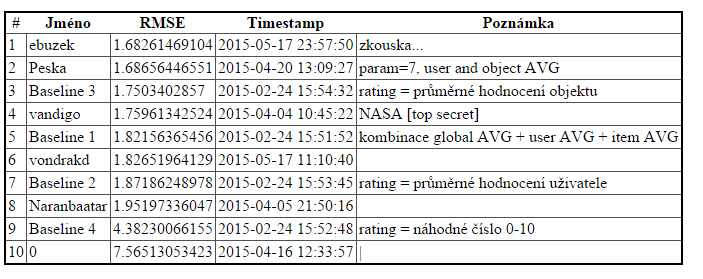 # Jméno RMSE Timestamp Poznámka
1 ebuzek 1.68261469104 2015-05-17 23:57:50 zkouska...
2 Peska 1.68656446551 2015-04-20 13:09:27 param=7, user and object AVG
3 Baseline 3 1.7503402857 2015-02-24 15:54:32 rating = průměrné hodnocení objektu
4 vandigo 1.75961342524 2015-04-04 10:45:22 NASA [top secret]
5 Baseline 1 1.82156365456 2015-02-24 15:51:52 kombinace global AVG + user AVG + item AVG
6 vondrakd 1.82651964129 2015-05-17 11:10:40
7 Baseline 2 1.87186248978 2015-02-24 15:53:45 rating = průměrné hodnocení uživatele
8 Naranbaatar 1.95197336047 2015-04-05 21:50:16
9 Baseline 4 4.38230066155 2015-02-24 15:52:48 rating = náhodné číslo 0-10
10 0 7.56513053423 2015-04-16 12:33:57 |